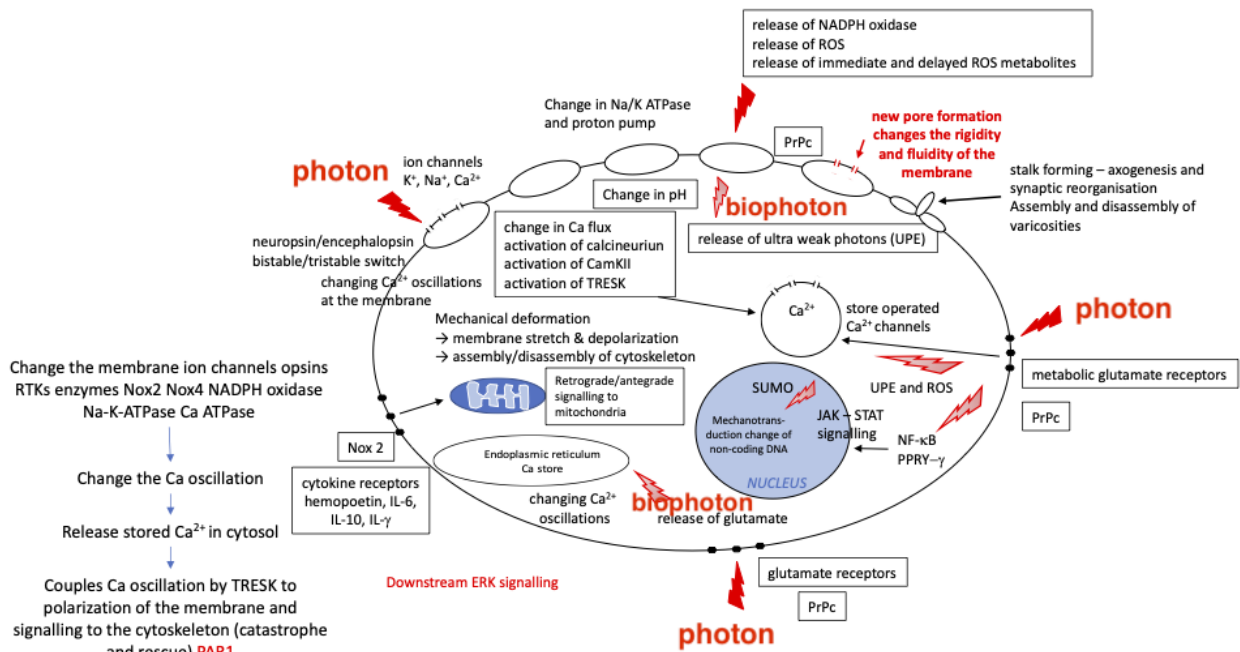 release of NADPH oxidase
release of ROS
release of immediate and delayed ROS metabolites
Change in Na/K ATPase
and proton pump
PrPc
new pore formation
changes the rigidity
and fluidity of the
membrane
photon
ion channels
K⁺, Na⁺, Ca²⁺
stalk forming – axogenesis and
synaptic reorganisation
Assembly and disassembly of
varicosities
Change in pH
biophoton
release of ultra weak photons (UPE)
neuropsin/encephalopsin
bistable/tristable switch
changing Ca²⁺ oscillations
at the membrane
change in Ca flux
activation of calcineuriun
activation of CamKII
activation of TRESK
Ca²⁺
store operated
Ca²⁺ channels
photon
Mechanical deformation
→ membrane stretch & depolarization
→ assembly/disassembly of cytoskeleton
Retrograde/antegrade
signalling to
mitochondria
metabolic glutamate receptors
PrPc
UPE and ROS
SUMO
JAK – STAT
signalling
Mechanotrans-
duction change of
non-coding DNA
NUCLEUS
NF-κB
PPRY–γ
Change the membrane ion channels opsins
RTKs enzymes Nox2 Nox4 NADPH oxidase
Na-K-ATPase Ca ATPase
Change the Ca oscillation
Release stored Ca²⁺ in cytosol
Couples Ca oscillation by TRESK to
polarization of the membrane and
signalling to the cytoskeleton (catastrophe
and rescue) PAR1
Nox 2
cytokine receptors
hemopoetin, IL-6,
IL-10, IL-γ
Endoplasmic reticulum
Ca store
changing Ca²⁺
oscillations
biophoton
release of glutamate
Downstream ERK signalling
glutamate receptors
PrPc
photon